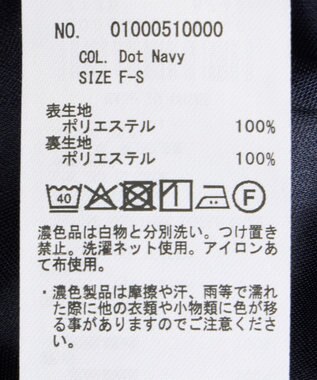 NO. 01000510000
COL. Dot Navy
SIZE F-S
表生地
ポリエステル 100%
裏生地
ポリエステル 100%
40 F
濃色品は白物と分別洗い。つけ置き
禁止。洗濯ネット使用。アイロンあ
て布使用。
・濃色製品は摩擦や汗、雨等で濡れ
た際に他の衣類や小物類に色が移
る事がありますのでご注意くださ
い。